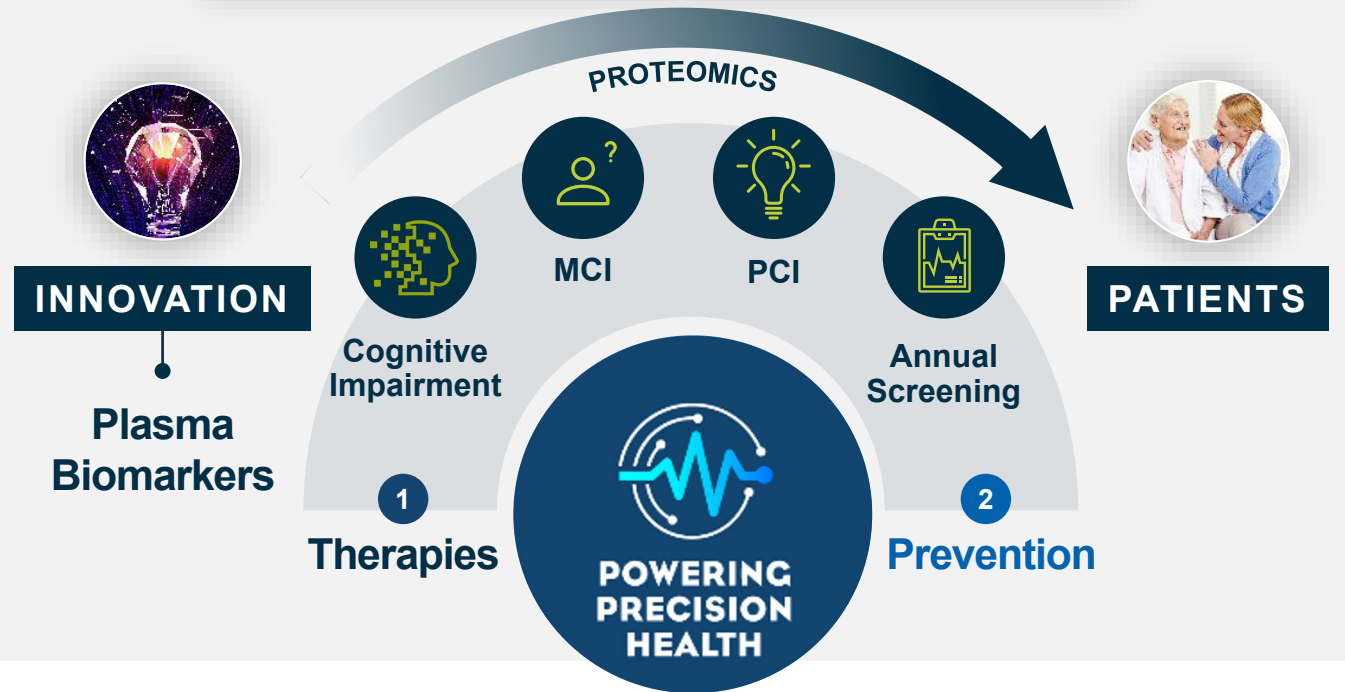 PROTEOMICS
INNOVATION
Plasma
Biomarkers
Cognitive
Impairment
?
MCI
PCI
Annual
Screening
PATIENTS
1
Therapies
2
Prevention
POWERING
PRECISION
HEALTH